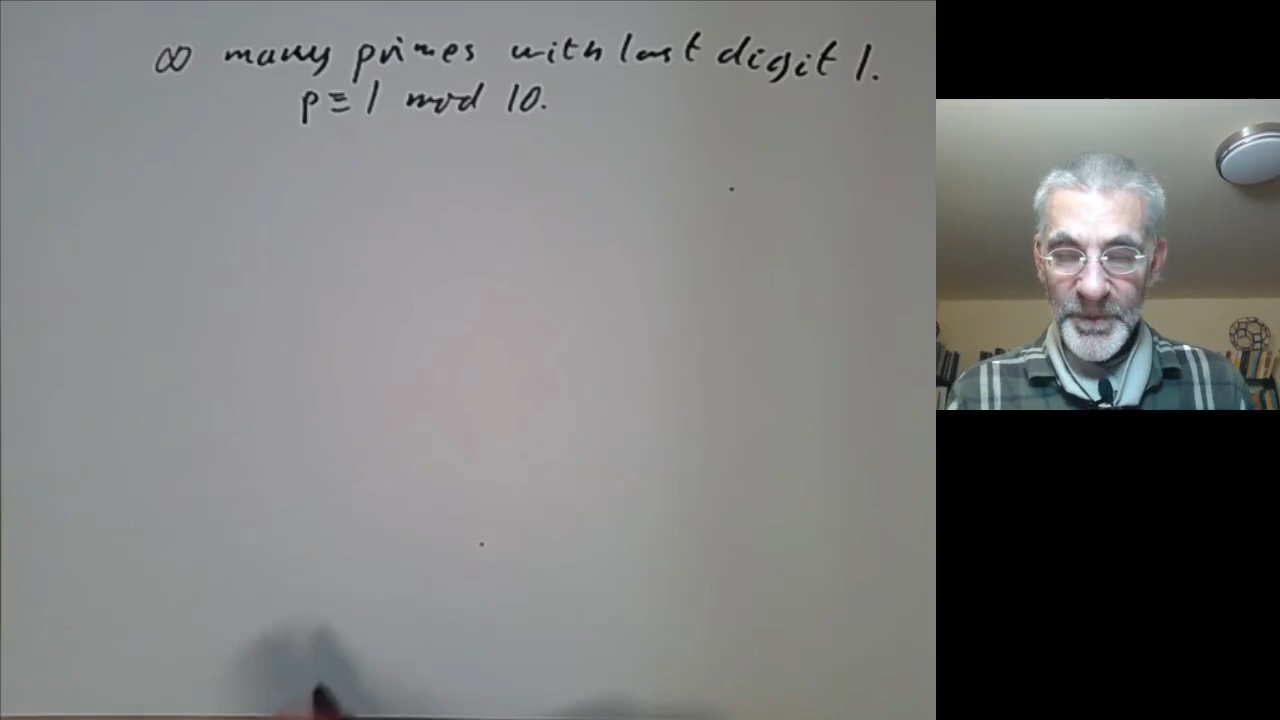 ∞ many primes with last digit 1.
p ≡ 1 mod 10.